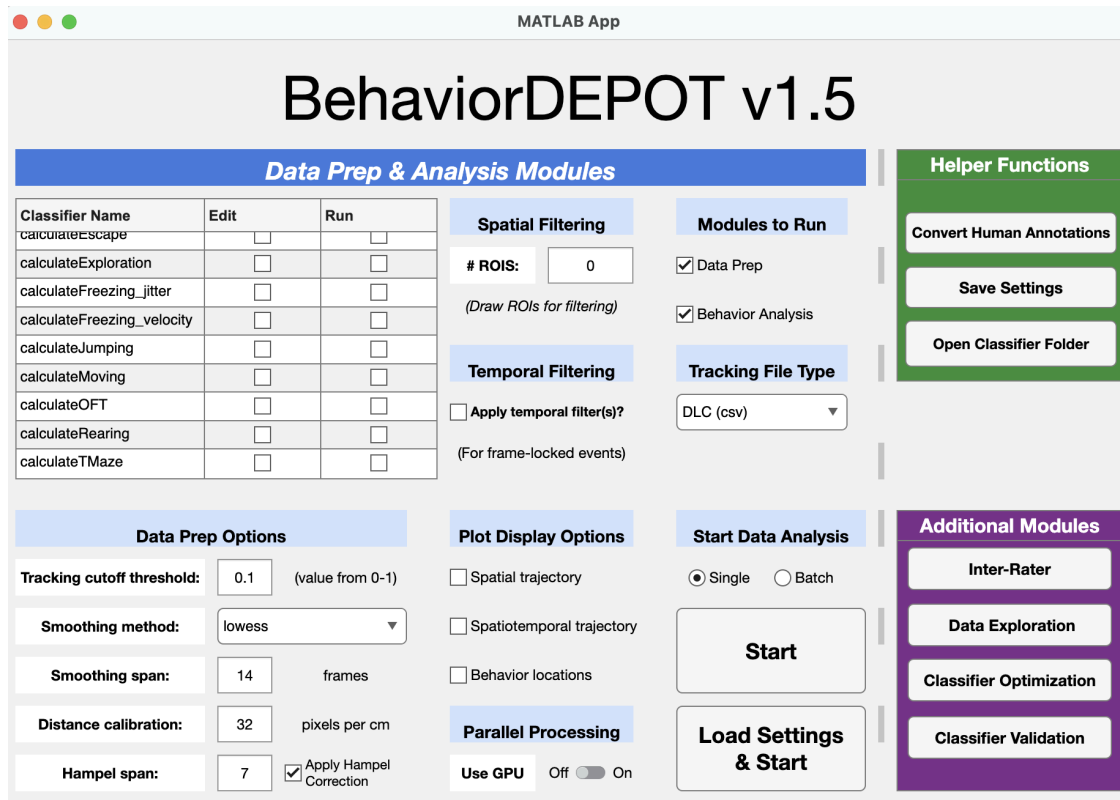 MATLAB App
BehaviorDEPOT v1.5
Data Prep & Analysis Modules
Classifier Name Edit Run
calculateEscape
calculateExploration
calculateFreezing_jitter
calculateFreezing_velocity
calculateJumping
calculateMoving
calculateOFT
calculateRearing
calculateTMaze
Spatial Filtering
# ROIS: 0
(Draw ROIs for filtering)
Temporal Filtering
Apply temporal filter(s)?
(For frame-locked events)
Modules to Run
Data Prep
Behavior Analysis
Tracking File Type
DLC (csv)
Helper Functions
Convert Human Annotations
Save Settings
Open Classifier Folder
Data Prep Options
Tracking cutoff threshold: 0.1 (value from 0-1)
Smoothing method: lowess
Smoothing span: 14 frames
Distance calibration: 32 pixels per cm
Hampel span: 7 Apply Hampel
Correction
Plot Display Options
Spatial trajectory
Spatiotemporal trajectory
Behavior locations
Parallel Processing
Use GPU Off On
Start Data Analysis
Single Batch
Start
Load Settings
& Start
Additional Modules
Inter-Rater
Data Exploration
Classifier Optimization
Classifier Validation